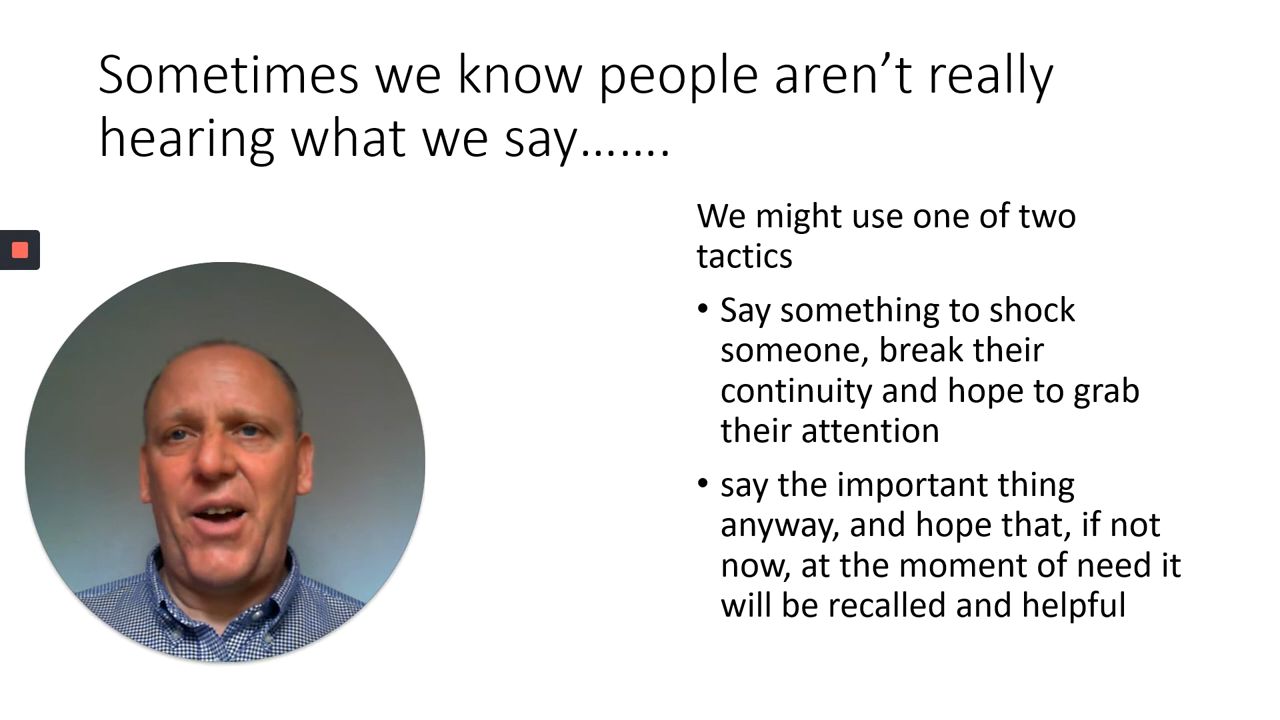 Sometimes we know people aren’t really
hearing what we say…….
We might use one of two
tactics
• Say something to shock
someone, break their
continuity and hope to grab
their attention
• say the important thing
anyway, and hope that, if not
now, at the moment of need it
will be recalled and helpful